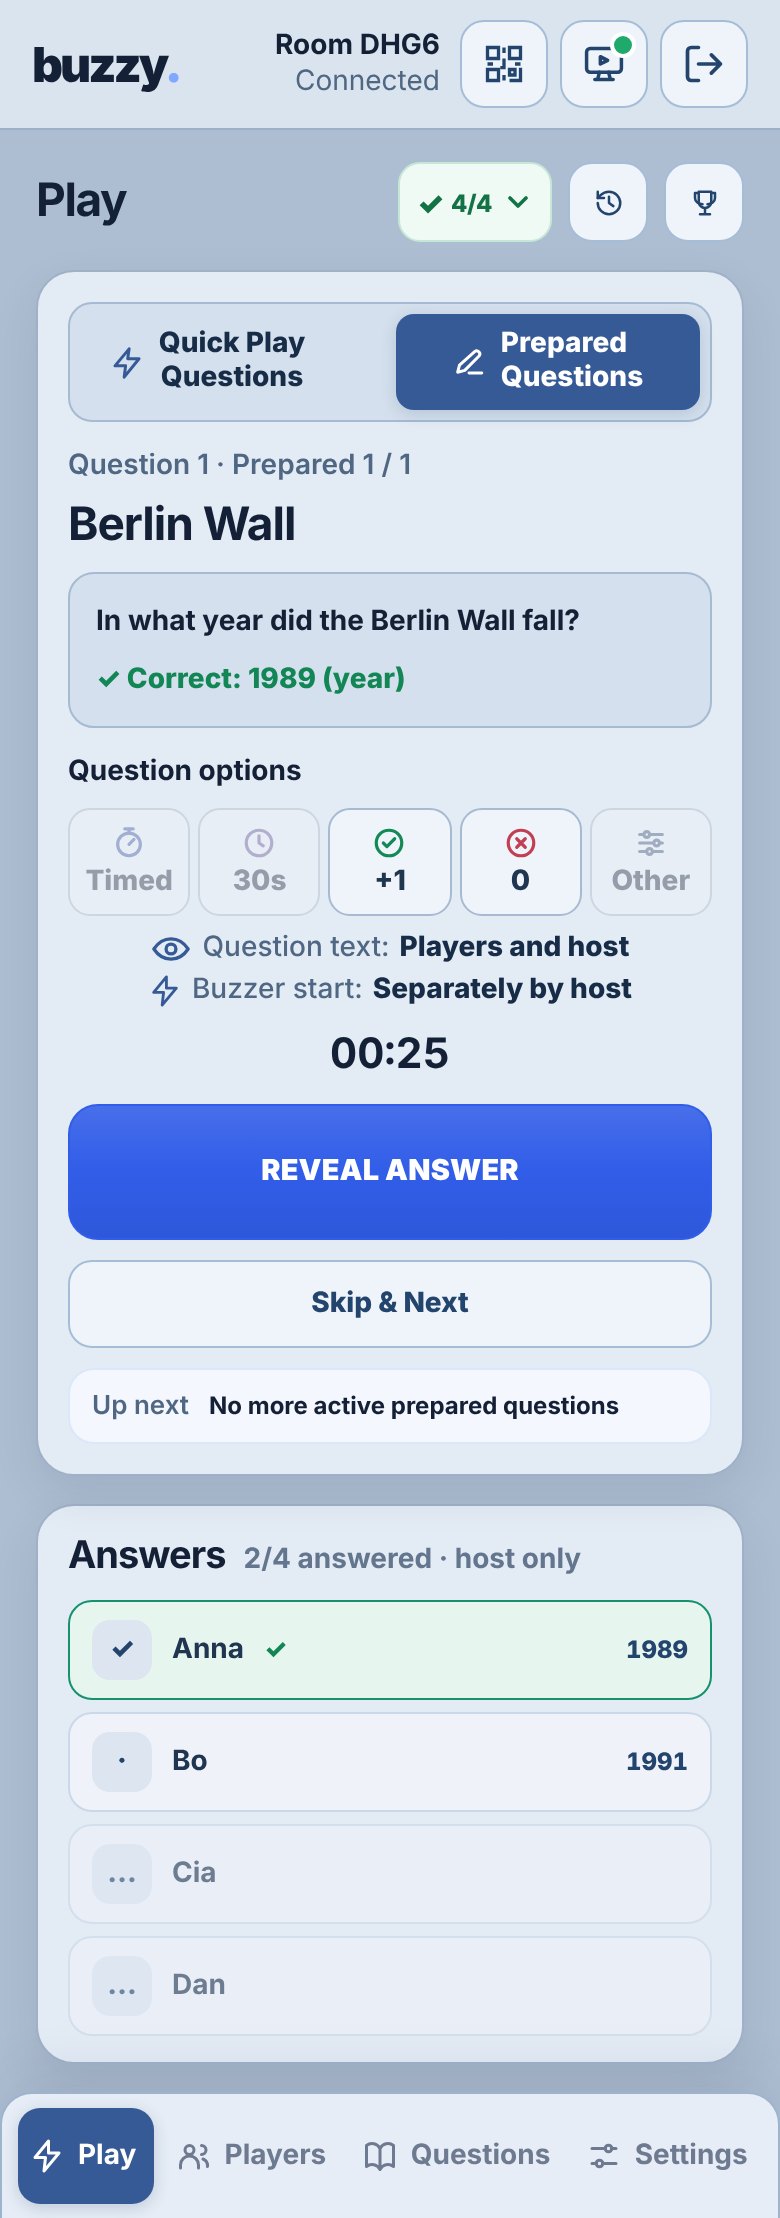 buzzy.
Room DHG6
Connected
Play
4/4
Quick Play
Questions
Prepared
Questions
Question 1 · Prepared 1 / 1
Berlin Wall
In what year did the Berlin Wall fall?
✓ Correct: 1989 (year)
Question options
Timed
30s
+1
0
Other
Question text: Players and host
Buzzer start: Separately by host
00:25
REVEAL ANSWER
Skip & Next
Up next No more active prepared questions
Answers 2/4 answered · host only
Anna ✓ 1989
Bo 1991
... Cia
... Dan
Play
Players
Questions
Settings